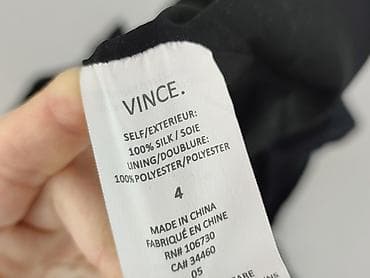 VINCE.
SELF/EXTERIEUR:
100% SILK / SOIE
LINING/DOUBLURE:
100% POLYESTER/POLYESTER
4
MADE IN CHINA
FABRIQUÉ EN CHINE
RN# 106730
CA# 34460
05